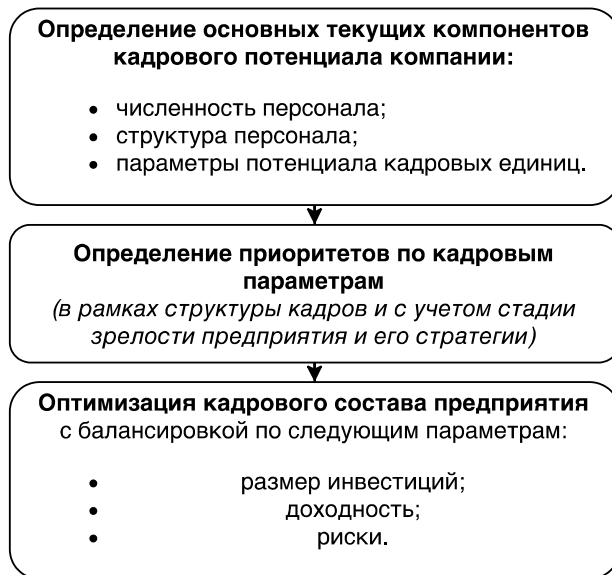 Определение основных текущих компонентов
кадрового потенциала компании:
• численность персонала;
• структура персонала;
• параметры потенциала кадровых единиц.
Определение приоритетов по кадровым
параметрам
(в рамках структуры кадров и с учетом стадии
зрелости предприятия и его стратегии)
Оптимизация кадрового состава предприятия
с балансировкой по следующим параметрам:
• размер инвестиций;
• доходность;
• риски.